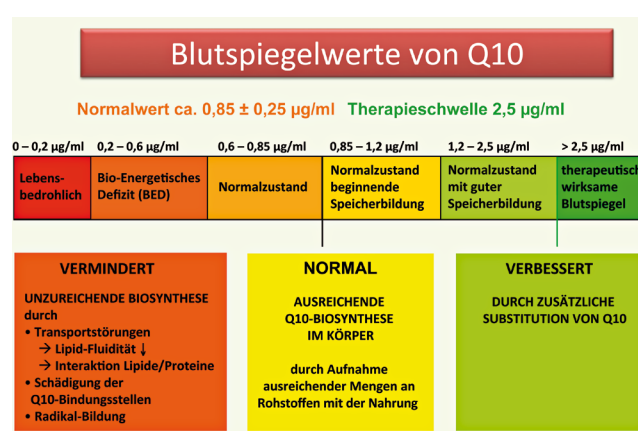 Blutspiegelwerte von Q10
Normalwert ca. 0,85 ± 0,25 µg/ml Therapieschwelle 2,5 µg/ml
0 – 0,2 µg/ml
0,2 – 0,6 µg/ml
0,6 – 0,85 µg/ml
0,85 – 1,2 µg/ml
1,2 – 2,5 µg/ml
> 2,5 µg/ml
Lebens-
bedrohlich
Bio-Energetisches
Defizit (BED)
Normalzustand
Normalzustand
beginnende
Speicherbildung
Normalzustand
mit guter
Speicherbildung
therapeutisch
wirksame
Blutspiegel
VERMINDERT
UNZUREICHENDE BIOSYNTHESE
durch
• Transportstörungen
→ Lipid-Fluidität ↓
→ Interaktion Lipide/Proteine
• Schädigung der
Q10-Bindungsstellen
• Radikal-Bildung
NORMAL
AUSREICHENDE
Q10-BIOSYNTHESE
IM KÖRPER
durch Aufnahme
ausreichender Mengen an
Rohstoffen mit der Nahrung
VERBESSERT
DURCH ZUSÄTZLICHE
SUBSTITUTION VON Q10